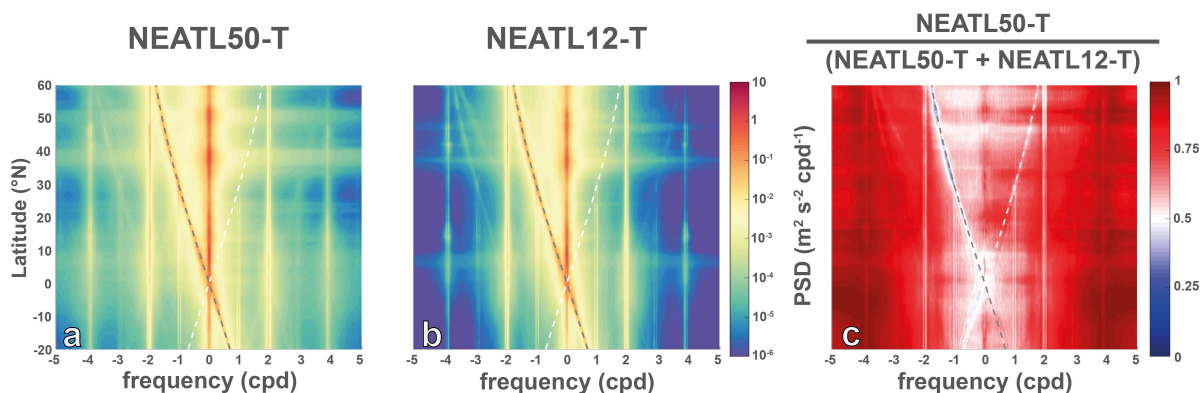 NEATL50-T
NEATL12-T
NEATL50-T
(NEATL50-T + NEATL12-T)
Latitude (°N)
60
50
40
30
20
10
0
-10
-20
a
-5 -4 -3 -2 -1 0 1 2 3 4 5
frequency (cpd)
b
-5 -4 -3 -2 -1 0 1 2 3 4 5
frequency (cpd)
10
1
10-1
10-2
10-3
10-4
10-5
10-6
PSD (m2 s-2 cpd-1)
c
-5 -4 -3 -2 -1 0 1 2 3 4 5
frequency (cpd)
1
0.75
0.5
0.25
0